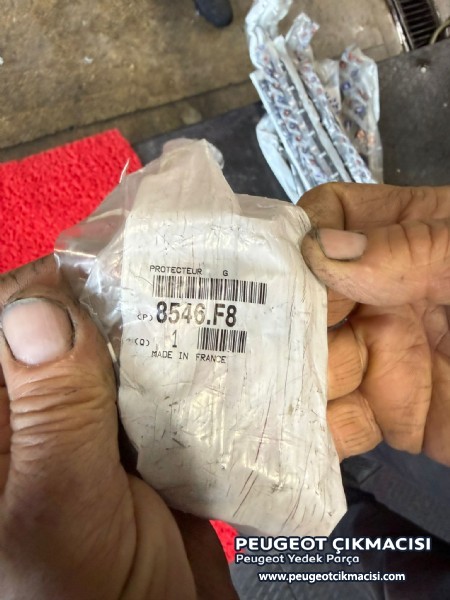 PROTECTEUR G
(P) 8546.F8
(Q) 1
MADE IN FRANCE
PEUGEOT ÇIKMACISI
Peugeot Yedek Parça
www.peugeotcikmacisi.com